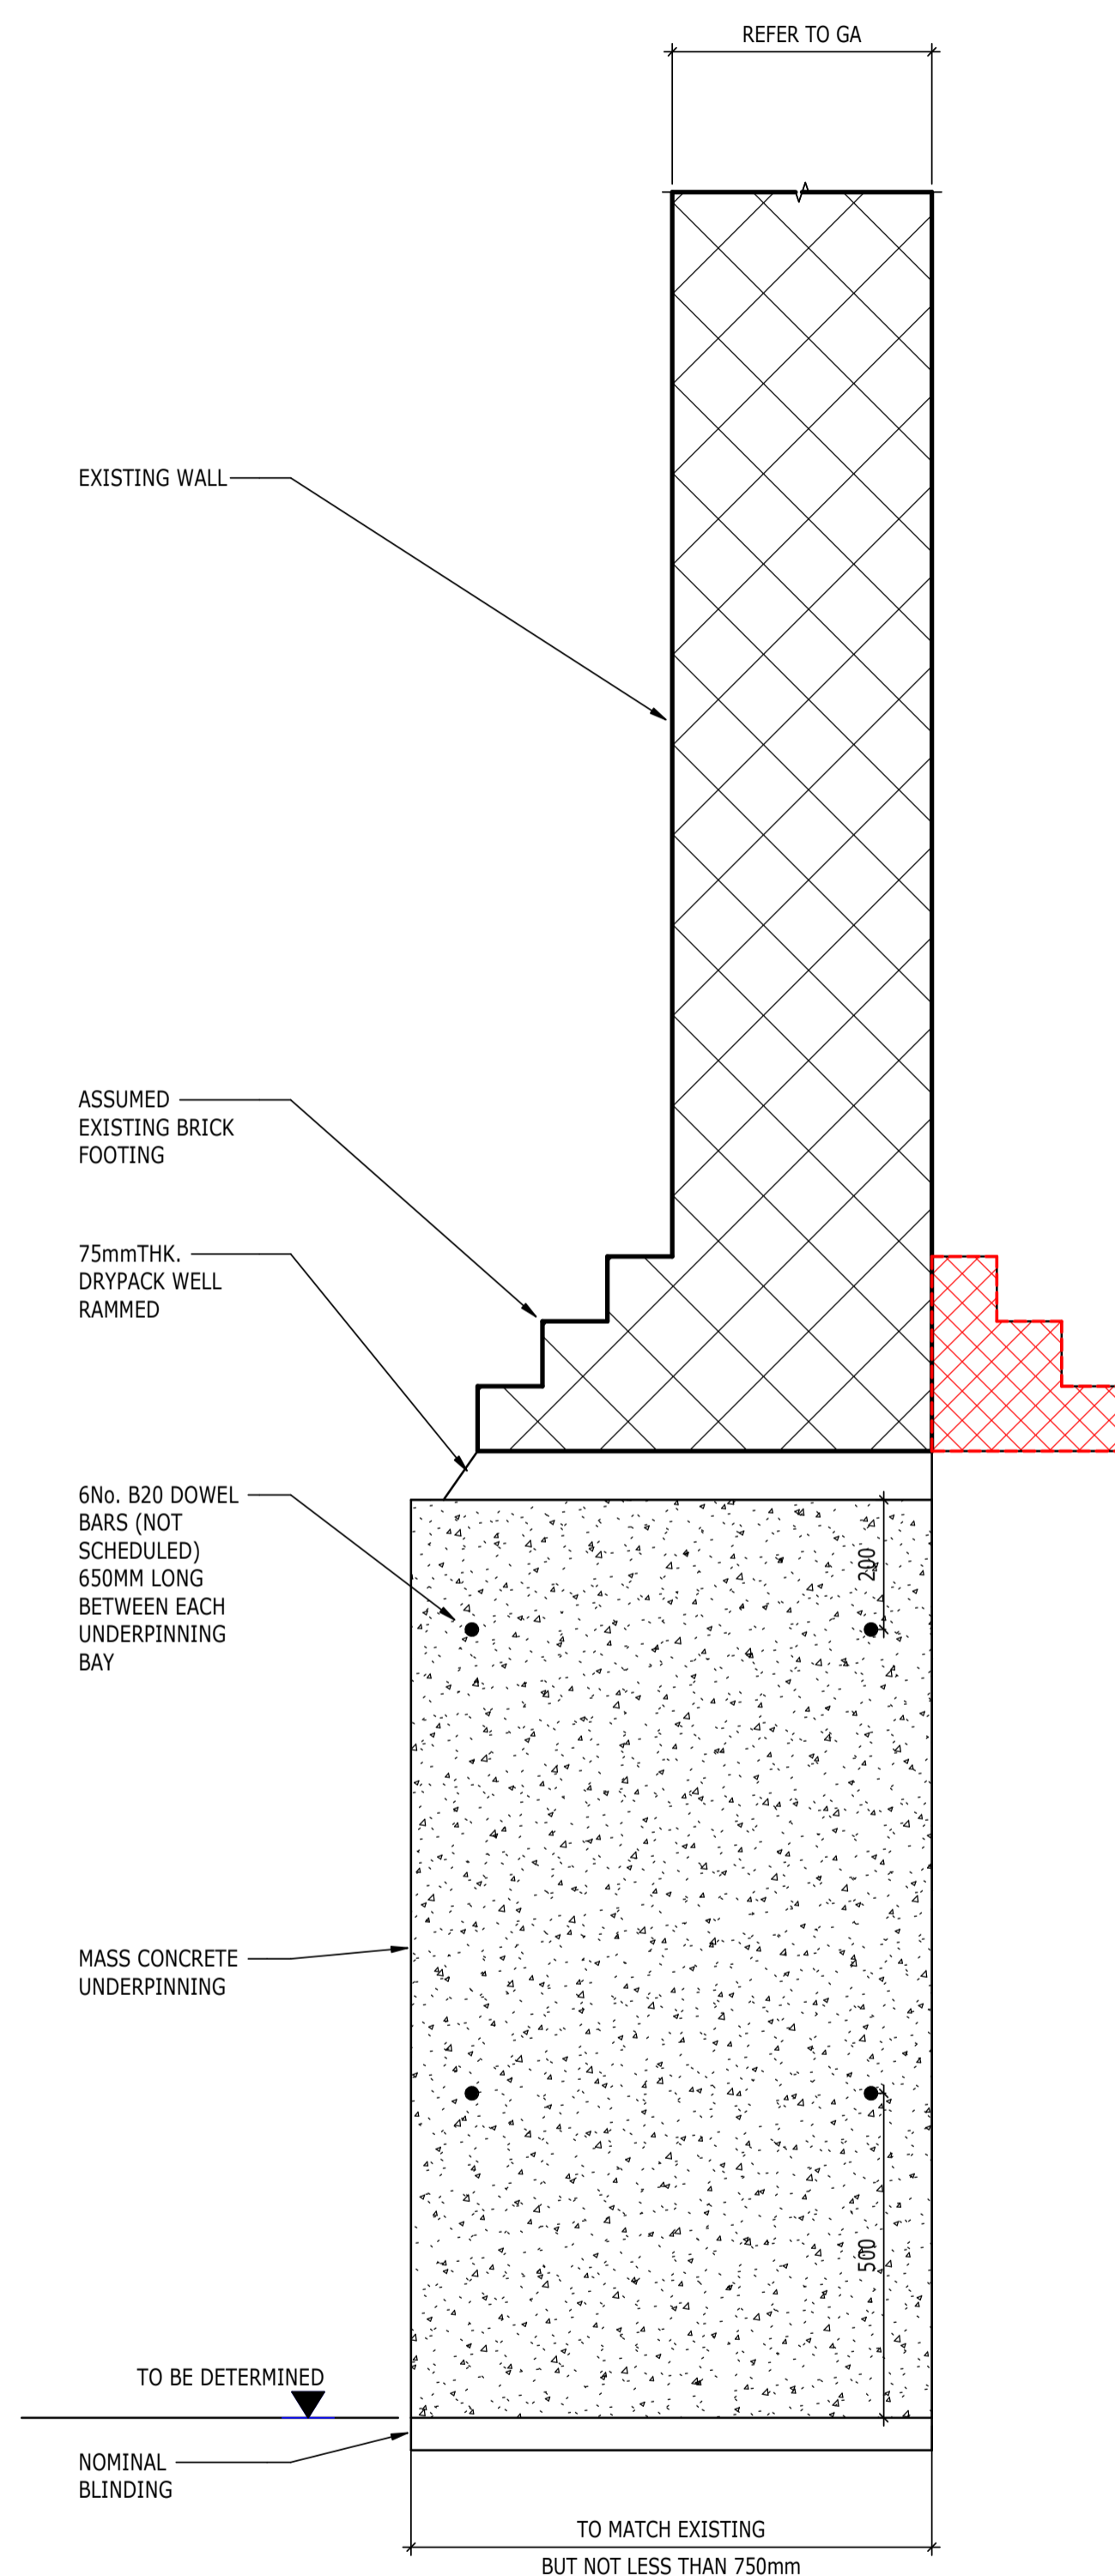 REFER TO GA
EXISTING WALL
ASSUMED
EXISTING BRICK
FOOTING
75mmTHK.
DRYPACK WELL
RAMMED
6No. B20 DOWEL
BARS (NOT
SCHEDULED)
650MM LONG
BETWEEN EACH
UNDERPINNING
BAY
200
MASS CONCRETE
UNDERPINNING
500
TO BE DETERMINED
NOMINAL
BLINDING
TO MATCH EXISTING
BUT NOT LESS THAN 750mm